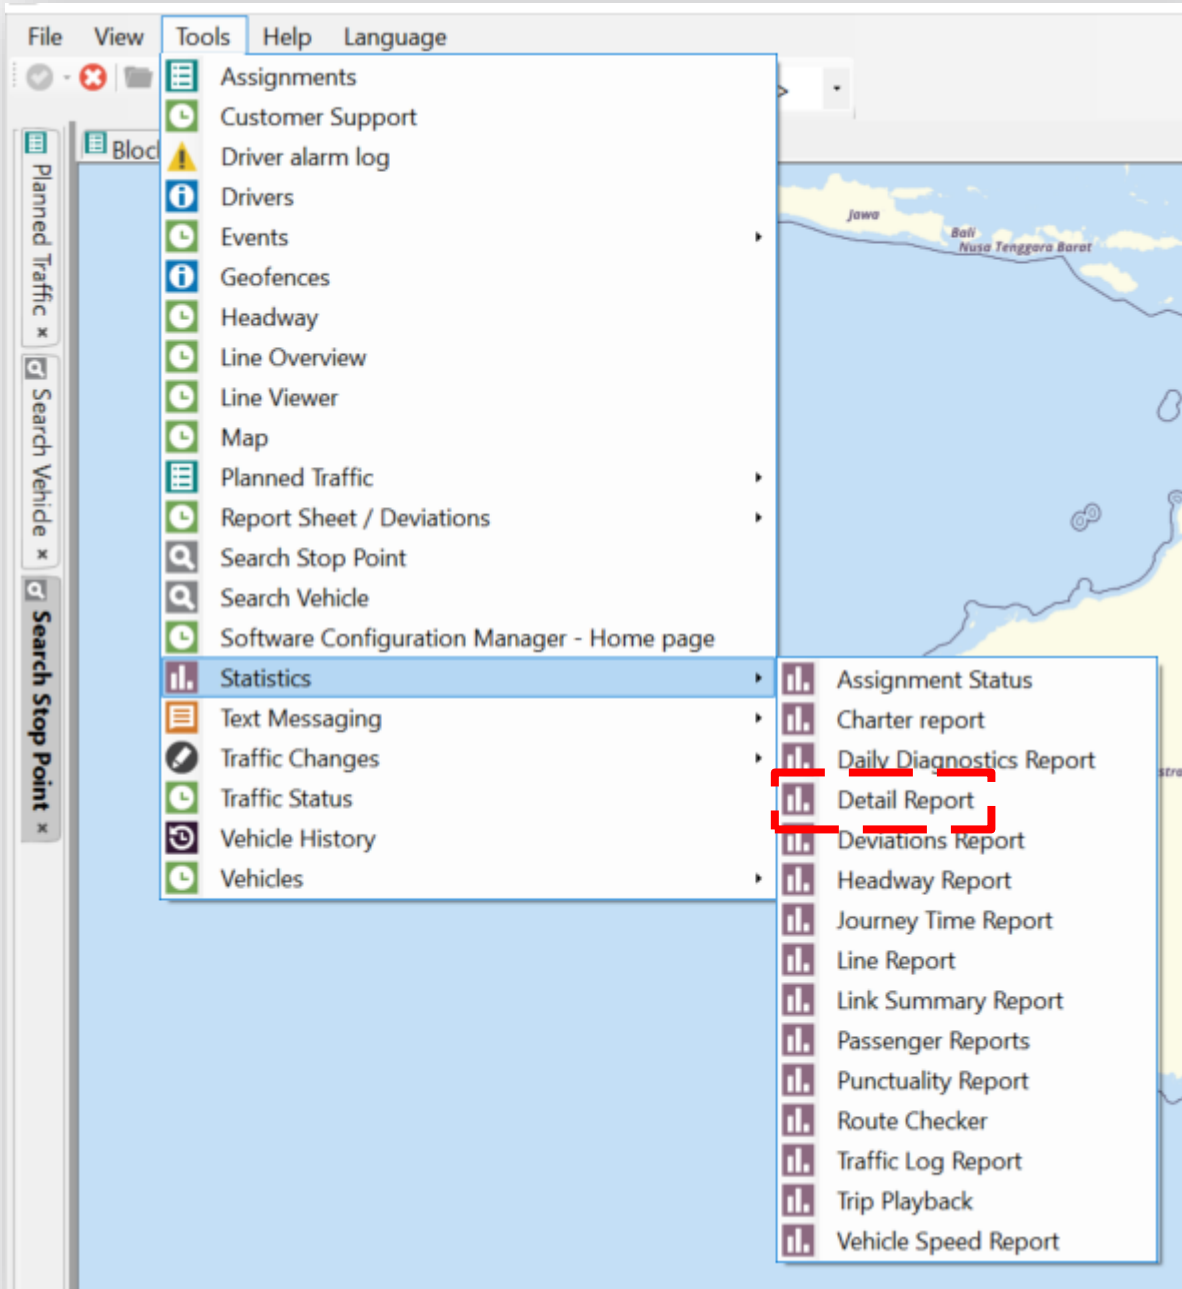 File View Tools Help Language
Assignments
Customer Support
Driver alarm log
Drivers
Events
Geofences
Headway
Line Overview
Line Viewer
Map
Planned Traffic
Report Sheet / Deviations
Search Stop Point
Search Vehicle
Software Configuration Manager - Home page
Statistics
Text Messaging
Traffic Changes
Traffic Status
Vehicle History
Vehicles
Assignment Status
Charter report
Daily Diagnostics Report
Detail Report
Deviations Report
Headway Report
Journey Time Report
Line Report
Link Summary Report
Passenger Reports
Punctuality Report
Route Checker
Traffic Log Report
Trip Playback
Vehicle Speed Report
Planned Traffic
Search Vehicle
Search Stop Point
Jawa
Bali
Nusa Tenggara Barat